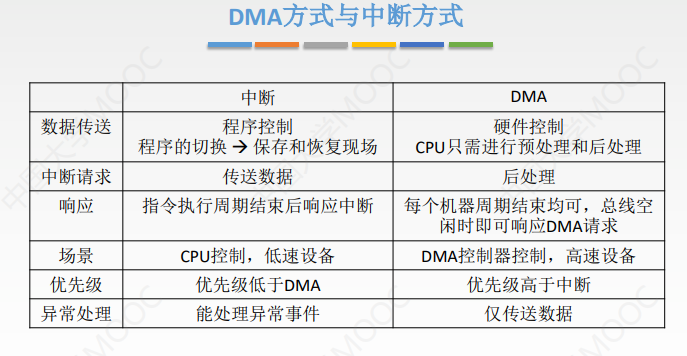 DMA方式与中断方式
中断
DMA
数据传送
程序控制
程序的切换 → 保存和恢复现场
硬件控制
CPU只需进行预处理和后处理
中断请求
传送数据
后处理
响应
指令执行周期结束后响应中断
每个机器周期结束均可，总线空
闲时即可响应DMA请求
场景
CPU控制，低速设备
DMA控制器控制，高速设备
优先级
优先级低于DMA
优先级高于中断
异常处理
能处理异常事件
仅传送数据